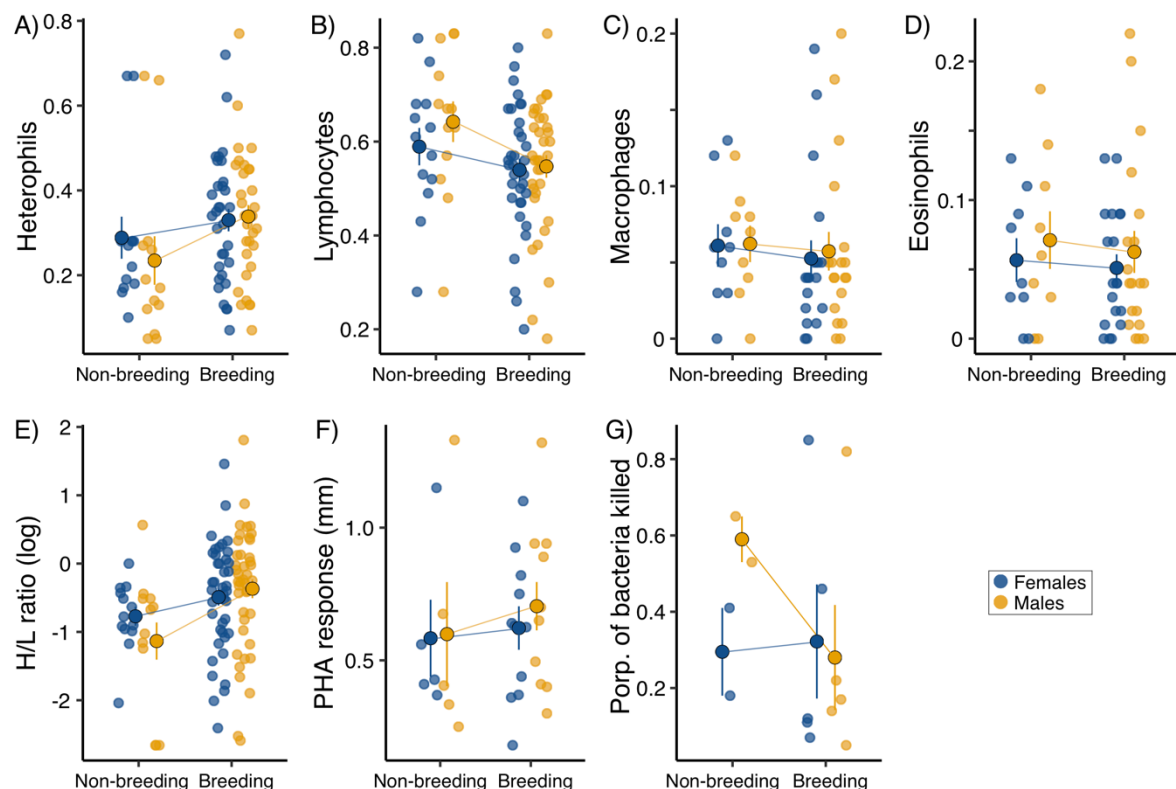 A)
Heterophils
0.8
0.6
0.4
0.2
Non-breeding Breeding
B)
Lymphocytes
0.8
0.6
0.4
0.2
Non-breeding Breeding
C)
Macrophages
0.2
0.1
0
Non-breeding Breeding
D)
Eosinophils
0.2
0.1
0
Non-breeding Breeding
E)
H/L ratio (log)
2
1
0
-1
-2
Non-breeding Breeding
F)
PHA response (mm)
1.0
0.5
Non-breeding Breeding
G)
Porp. of bacteria killed
0.8
0.6
0.4
0.2
Non-breeding Breeding
Females
Males